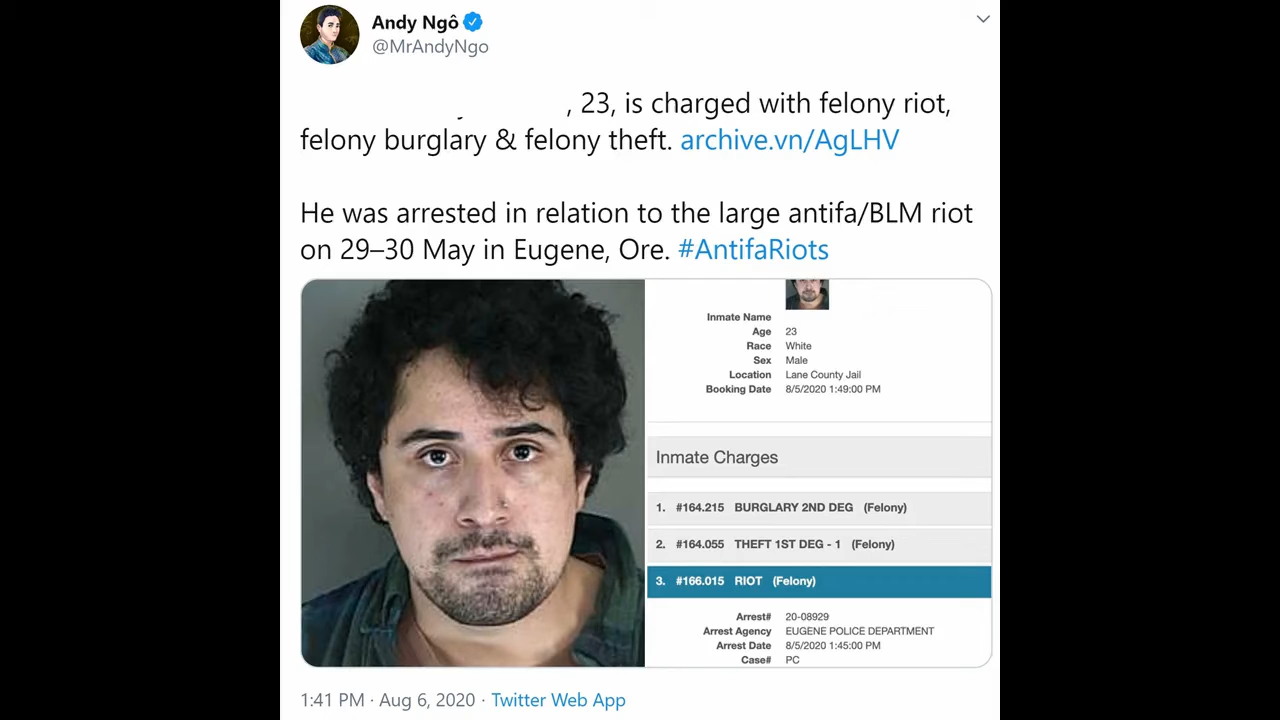 Andy Ngô
@MrAndyNgo
, 23, is charged with felony riot,
felony burglary & felony theft. archive.vn/AgLHV
He was arrested in relation to the large antifa/BLM riot
on 29–30 May in Eugene, Ore. #AntifaRiots
Inmate Name
Age 23
Race White
Sex Male
Location Lane County Jail
Booking Date 8/5/2020 1:49:00 PM
Inmate Charges
1. #164.215 BURGLARY 2ND DEG (Felony)
2. #164.055 THEFT 1ST DEG - 1 (Felony)
3. #166.015 RIOT (Felony)
Arrest# 20-08929
Arrest Agency EUGENE POLICE DEPARTMENT
Arrest Date 8/5/2020 1:45:00 PM
Case# PC
1:41 PM · Aug 6, 2020 · Twitter Web App